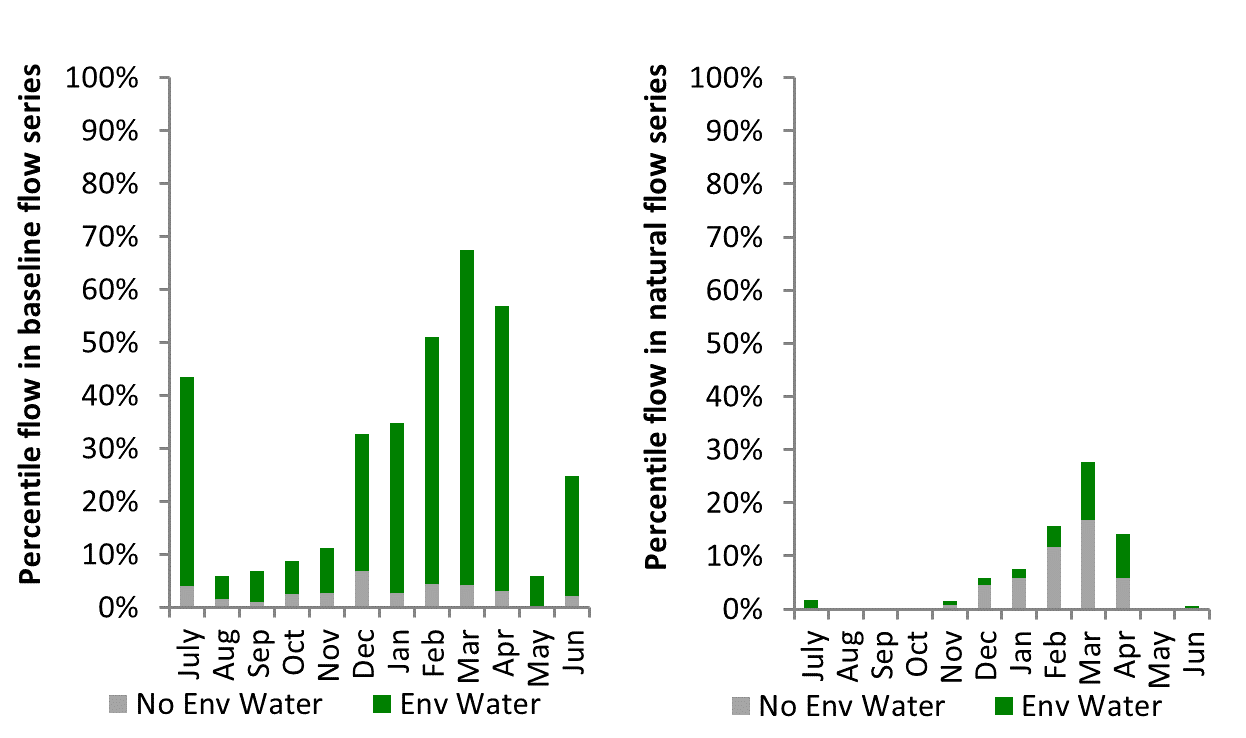 Percentile flow in baseline flow series
100%
90%
80%
70%
60%
50%
40%
30%
20%
10%
0%
July
Aug
Sep
Oct
Nov
Dec
Jan
Feb
Mar
Apr
May
Jun
No Env Water
Env Water
Percentile flow in natural flow series
100%
90%
80%
70%
60%
50%
40%
30%
20%
10%
0%
July
Aug
Sep
Oct
Nov
Dec
Jan
Feb
Mar
Apr
May
Jun
No Env Water
Env Water